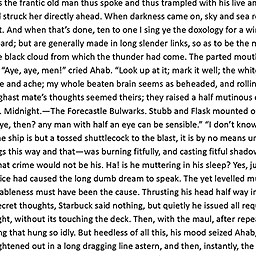 s the frantic old man thus spoke and thus trampled with his live an
d struck her directly ahead. When darkness came on, sky and sea r
t. And when that's done, ten to one I sing ye the doxology for a wi
ard; but are generally made in long slender links, so as to be the m
e black cloud from which the thunder had come. The parted mout
"Aye, aye, men!" cried Ahab. "Look up at it; mark it well; the white
e and ache; my whole beaten brain seems as beheaded, and rollin
ghast mate's thoughts seemed theirs; they raised a half mutinous c
. Midnight.—The Forecastle Bulwarks. Stubb and Flask mounted o
ye, then? any man with half an eye can be sensible." "I don't know
e ship is but a tossed shuttlecock to the blast, it is by no means un
gs this way and that—was burning fitfully, and casting fitful shadow
hat crime would not be his. Ha! is he muttering in his sleep? Yes, ju
ice had caused the long dumb dream to speak. The yet levelled mu
ableness must have been the cause. Thrusting his head half way in
ecret thoughts, Starbuck said nothing, but quietly he issued all requ
ght, without its touching the deck. Then, with the maul, after repea
ng that hung so idly. But heedless of all this, his mood seized Ahab,
ghtened out in a long dragging line astern, and then, instantly, the